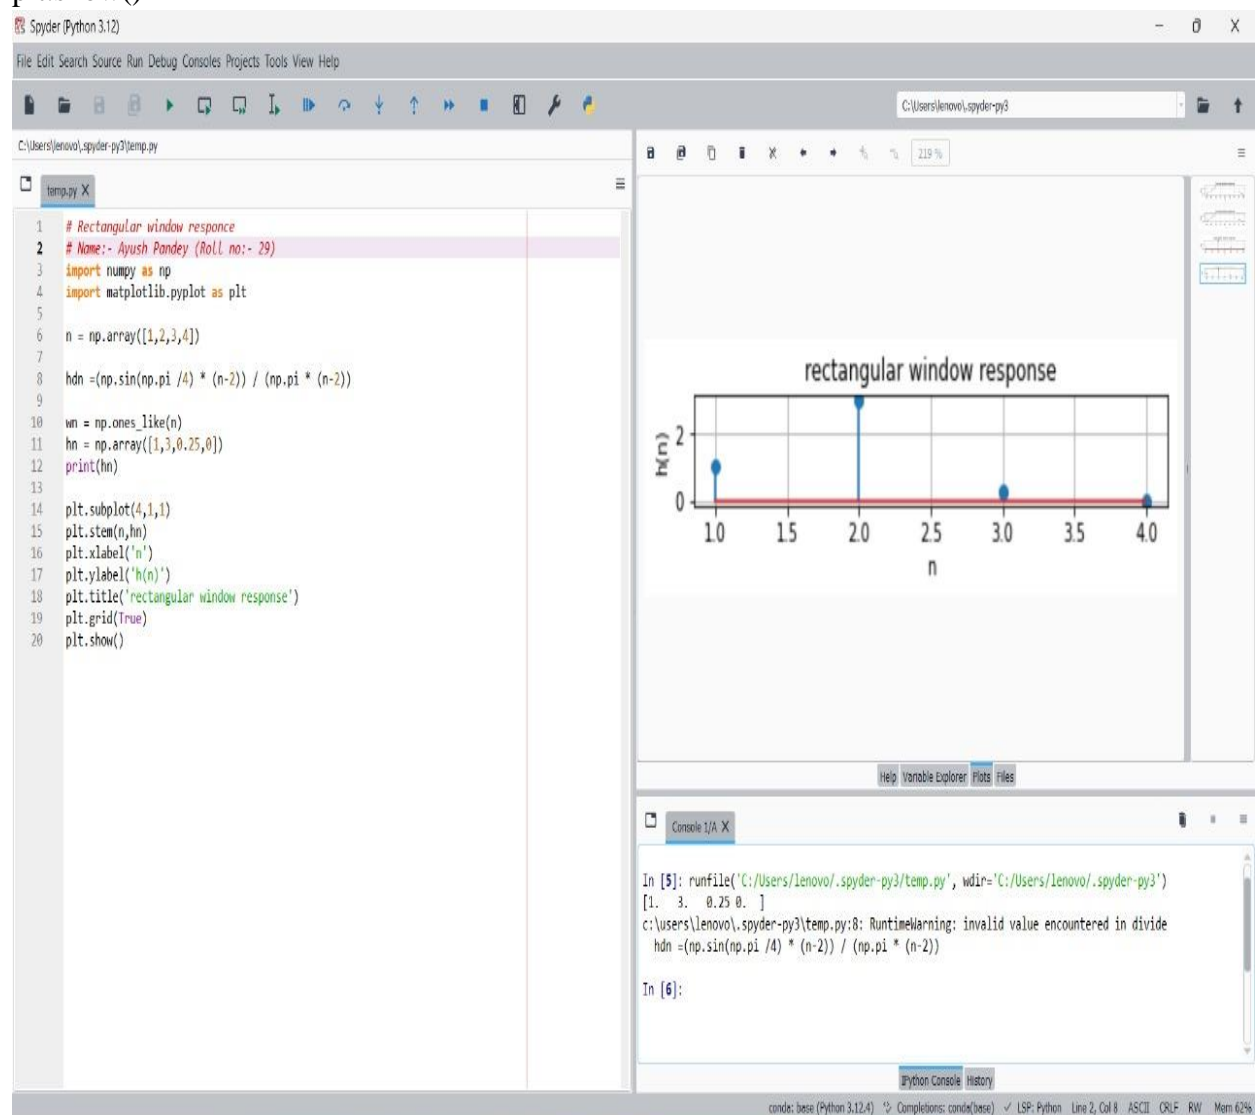 plt.show()
Spyder (Python 3.12)
File Edit Search Source Run Debug Consoles Projects Tools View Help
C:\Users\lenovo\.spyder-py3
C:\Users\lenovo\.spyder-py3\temp.py
219 %
temp.py X
1 # Rectangular window responce
2 # Name:- Ayush Pandey (Roll no:- 29)
3 import numpy as np
4 import matplotlib.pyplot as plt
5
6 n = np.array([1,2,3,4])
7
8 hdn =(np.sin(np.pi /4) * (n-2)) / (np.pi * (n-2))
9
10 wn = np.ones_like(n)
11 hn = np.array([1,3,0.25,0])
12 print(hn)
13
14 plt.subplot(4,1,1)
15 plt.stem(n,hn)
16 plt.xlabel('n')
17 plt.ylabel('h(n)')
18 plt.title('rectangular window response')
19 plt.grid(True)
20 plt.show()
rectangular window response
h(n)
2
0
1.0 1.5 2.0 2.5 3.0 3.5 4.0
n
Help Variable Explorer Plots Files
Console 1/A X
In [5]: runfile('C:/Users/lenovo/.spyder-py3/temp.py', wdir='C:/Users/lenovo/.spyder-py3')
[1. 3. 0.25 0. ]
c:\users\lenovo\.spyder-py3\temp.py:8: RuntimeWarning: invalid value encountered in divide
hdn =(np.sin(np.pi /4) * (n-2)) / (np.pi * (n-2))
In [6]:
IPython Console History
conda: base (Python 3.12.4) Completions: conda(base) ✓ LSP: Python Line 2, Col 8 ASCII CRLF RW Mem 62%